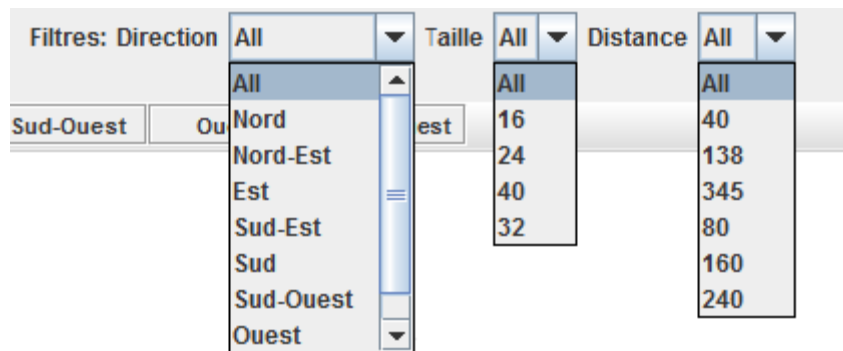 Filtres: Direction All Taille All Distance All
All All All
Sud-Ouest Ou Nord est 16 40
Nord-Est 24 138
Est 40 345
Sud-Est 32 80
Sud 160
Sud-Ouest 240
Ouest